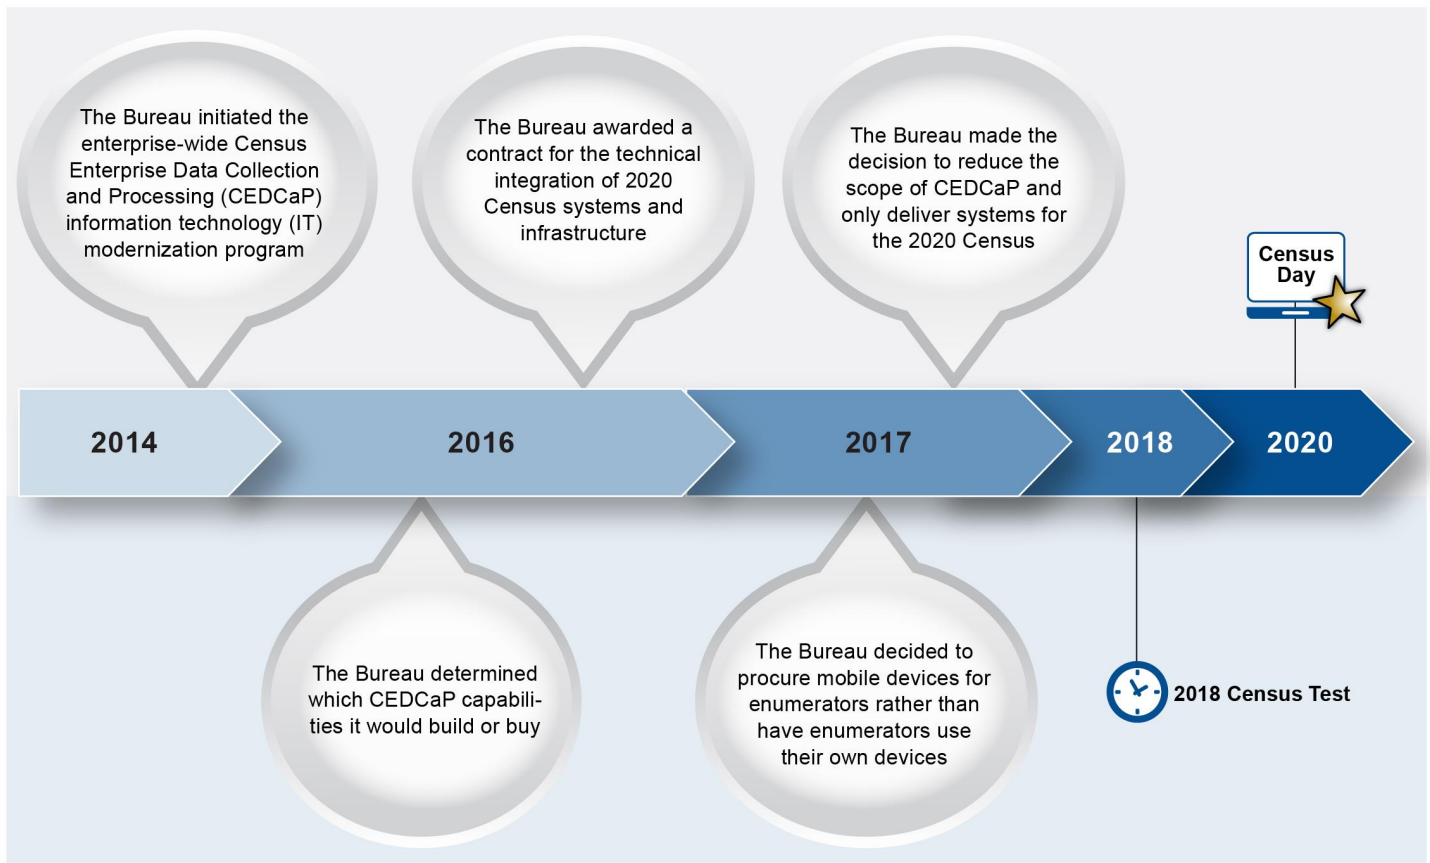 The Bureau initiated the
enterprise-wide Census
Enterprise Data Collection
and Processing (CEDCaP)
information technology (IT)
modernization program
The Bureau awarded a
contract for the technical
integration of 2020
Census systems and
infrastructure
The Bureau made the
decision to reduce the
scope of CEDCaP and
only deliver systems for
the 2020 Census
Census
Day
2014
2016
2017
2018
2020
The Bureau determined
which CEDCaP capabili-
ties it would build or buy
The Bureau decided to
procure mobile devices for
enumerators rather than
have enumerators use
their own devices
2018 Census Test